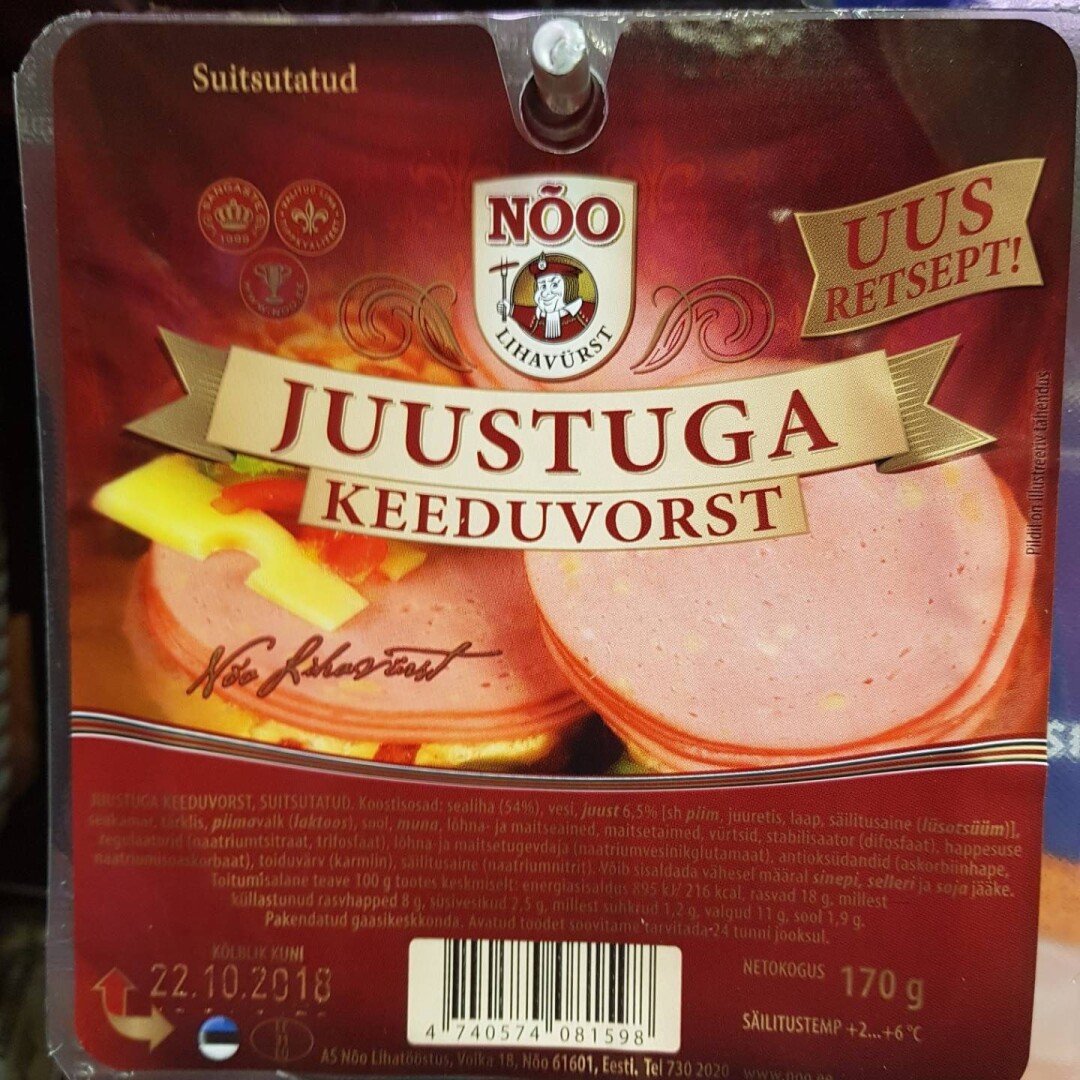 Suitsutatud
SANGASTE
NÕO
LIHAVÜRST
UUS
RETSEPT!
JUUSTUGA
KEEDUVORST
Pildil on illustreeriv tähendus
Nõo Lihavürst
JUUSTUGA KEEDUVORST, SUITSUTATUD. Koostisosad: sealiha (54%), vesi, juust 6,5% [sh piim, juuretis, laap, säilitusaine (lüsotsüüm)],
seakamar, tärklis, piimavalk (laktoos), sool, muna, lõhna- ja maitseained, maitsetaimed, vürtsid, stabilisaator (difosfaat), happesuse
regulaatorid (naatriumtsitraat, trifosfaat), lõhna- ja maitsetugevdaja (naatriumvesinikglutamaat), antioksüdandid (askorbiinhape,
naatriumisoaskorbaat), toiduvärv (karmiin), säilitusaine (naatriumnitrit). Võib sisaldada vähesel määral sinepi, selleri ja soja jääke.
Toitumisalane teave 100 g tootes keskmiselt: energiasisaldus 895 kJ/ 216 kcal, rasvad 18 g, millest
küllastunud rasvhapped 8 g, süsivesikud 2,5 g, millest suhkrud 1,2 g, valgud 11 g, sool 1,9 g.
Pakendatud gaasikeskkonda. Avatud toodet soovitame tarvitada 24 tunni jooksul.
KÕLBLIK KUNI
22.10.2018
4 740574 081598
NETOKOGUS 170 g
SÄILITUSTEMP +2...+6 °C
AS Nõo Lihatööstus, Voika 18, Nõo 61601, Eesti. Tel 730 2020 www.noo.ee